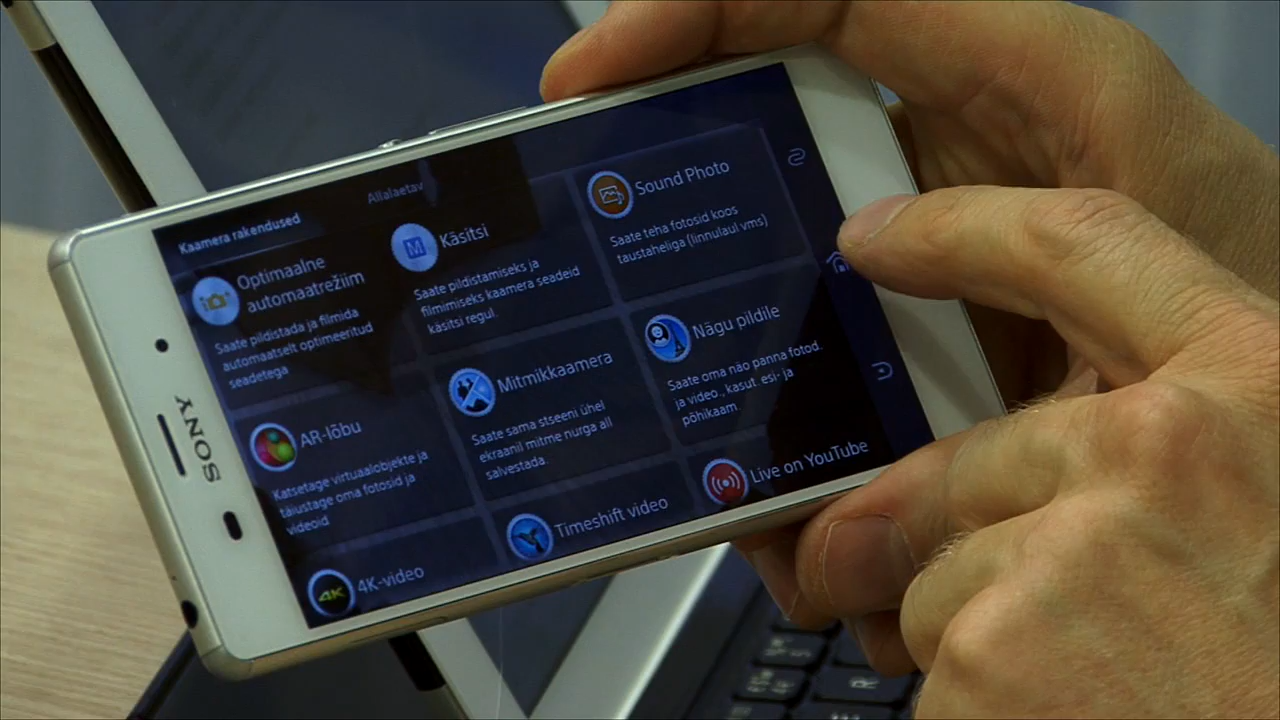 Kaamera rakendused
Allalaetav
Optimaalne
automaatrežiim
Saate pildistada ja filmida
automaatselt optimeeritud
seadetega
Käsitsi
Saate pildistamiseks ja
filmimiseks kaamera seadeid
käsitsi regul.
Sound Photo
Saate teha fotosid koos
taustaheliga (linnulaul vms)
AR-lõbu
Katsetage virtuaalobjekte ja
täiustage oma fotosid ja
videoid
Mitmikkaamera
Saate sama stseeni ühel
ekraanil mitme nurga all
salvestada.
Nägu pildile
Saate oma näo panna fotod.
ja video., kasut. esi- ja
põhikaam.
4K
4K-video
Timeshift video
Live on YouTube
M
SONY